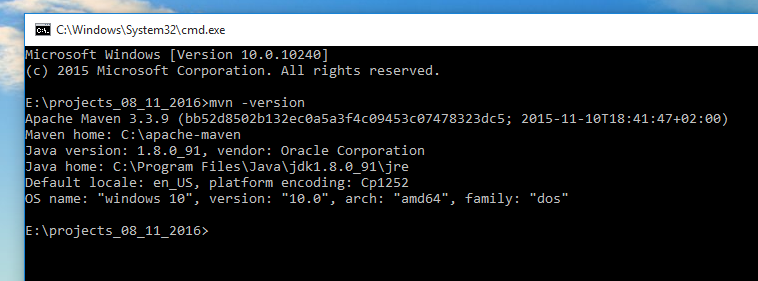 C:\Windows\System32\cmd.exe
Microsoft Windows [Version 10.0.10240]
(c) 2015 Microsoft Corporation. All rights reserved.
E:\projects_08_11_2016>mvn -version
Apache Maven 3.3.9 (bb52d8502b132ec0a5a3f4c09453c07478323dc5; 2015-11-10T18:41:47+02:00)
Maven home: C:\apache-maven
Java version: 1.8.0_91, vendor: Oracle Corporation
Java home: C:\Program Files\Java\jdk1.8.0_91\jre
Default locale: en_US, platform encoding: Cp1252
OS name: "windows 10", version: "10.0", arch: "amd64", family: "dos"
E:\projects_08_11_2016>